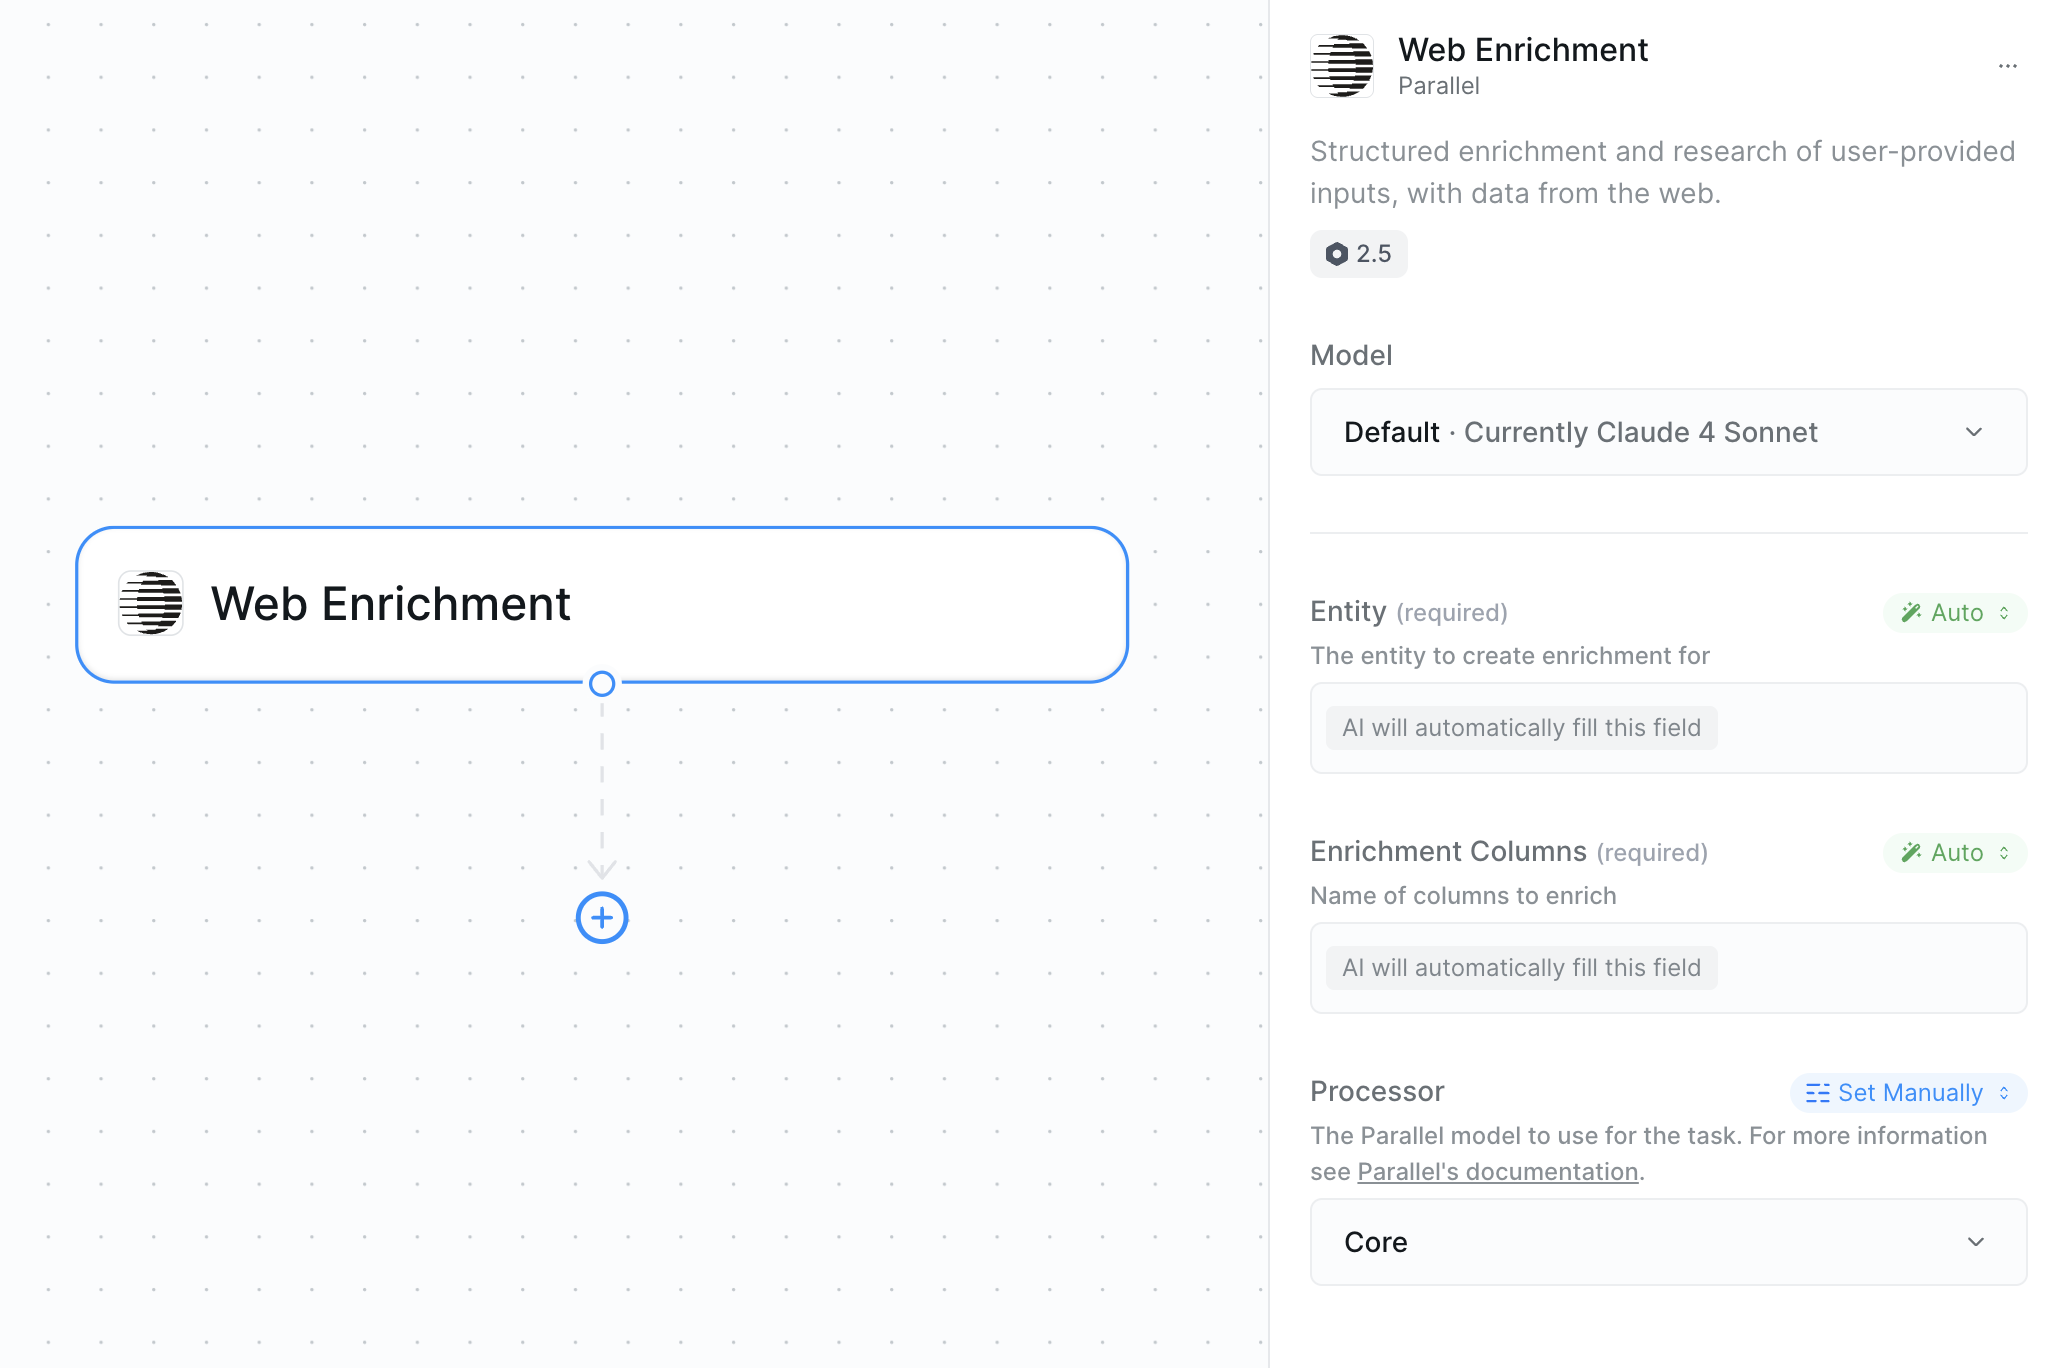 Web Enrichment
Web Enrichment
Parallel
...
Structured enrichment and research of user-provided
inputs, with data from the web.
2.5
Model
Default · Currently Claude 4 Sonnet
Entity (required)
Auto
The entity to create enrichment for
AI will automatically fill this field
Enrichment Columns (required)
Auto
Name of columns to enrich
AI will automatically fill this field
Processor
Set Manually
The Parallel model to use for the task. For more information
see Parallel's documentation.
Core